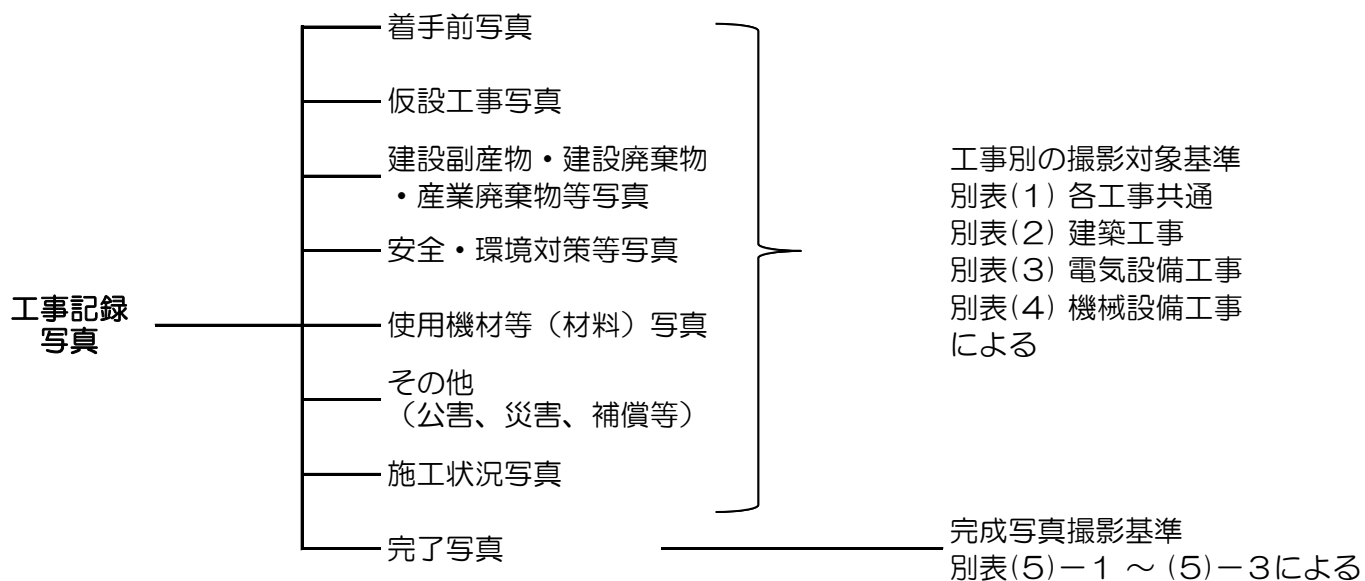 工事記録
写真
着手前写真
仮設工事写真
建設副産物・建設廃棄物
・産業廃棄物等写真
安全・環境対策等写真
使用機材等（材料）写真
その他
（公害、災害、補償等）
施工状況写真
完了写真
工事別の撮影対象基準
別表(1) 各工事共通
別表(2) 建築工事
別表(3) 電気設備工事
別表(4) 機械設備工事
による
完成写真撮影基準
別表(5)－1 ～ (5)－3による